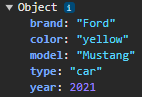 ▼ Object i
brand: "Ford"
color: "yellow"
model: "Mustang"
type: "car"
year: 2021